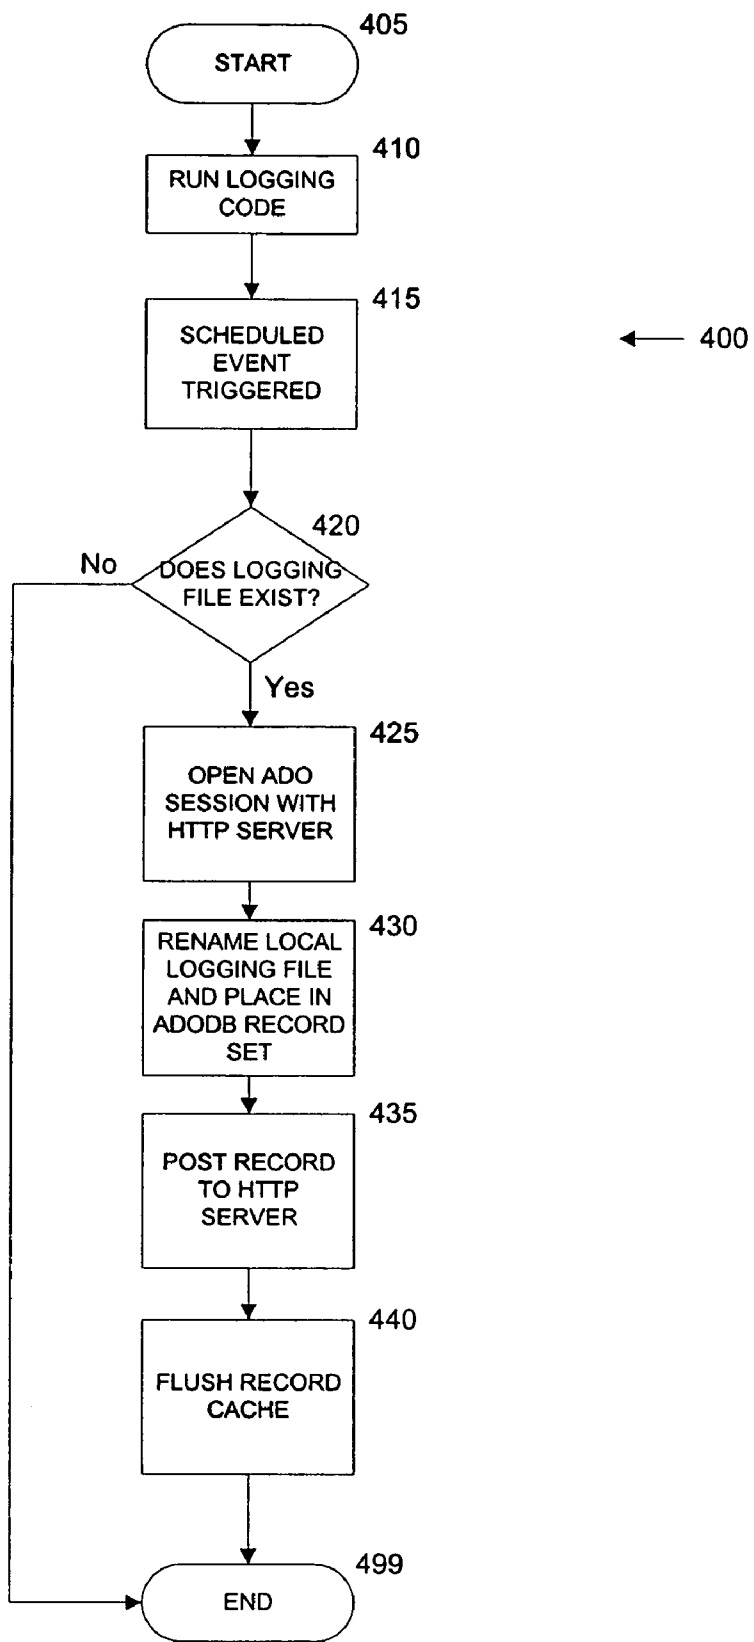 405
START
410
RUN LOGGING
CODE
415
SCHEDULED
EVENT
TRIGGERED
400
420
No
DOES LOGGING
FILE EXIST?
Yes
425
OPEN ADO
SESSION WITH
HTTP SERVER
430
RENAME LOCAL
LOGGING FILE
AND PLACE IN
ADODB RECORD
SET
435
POST RECORD
TO HTTP
SERVER
440
FLUSH RECORD
CACHE
499
END